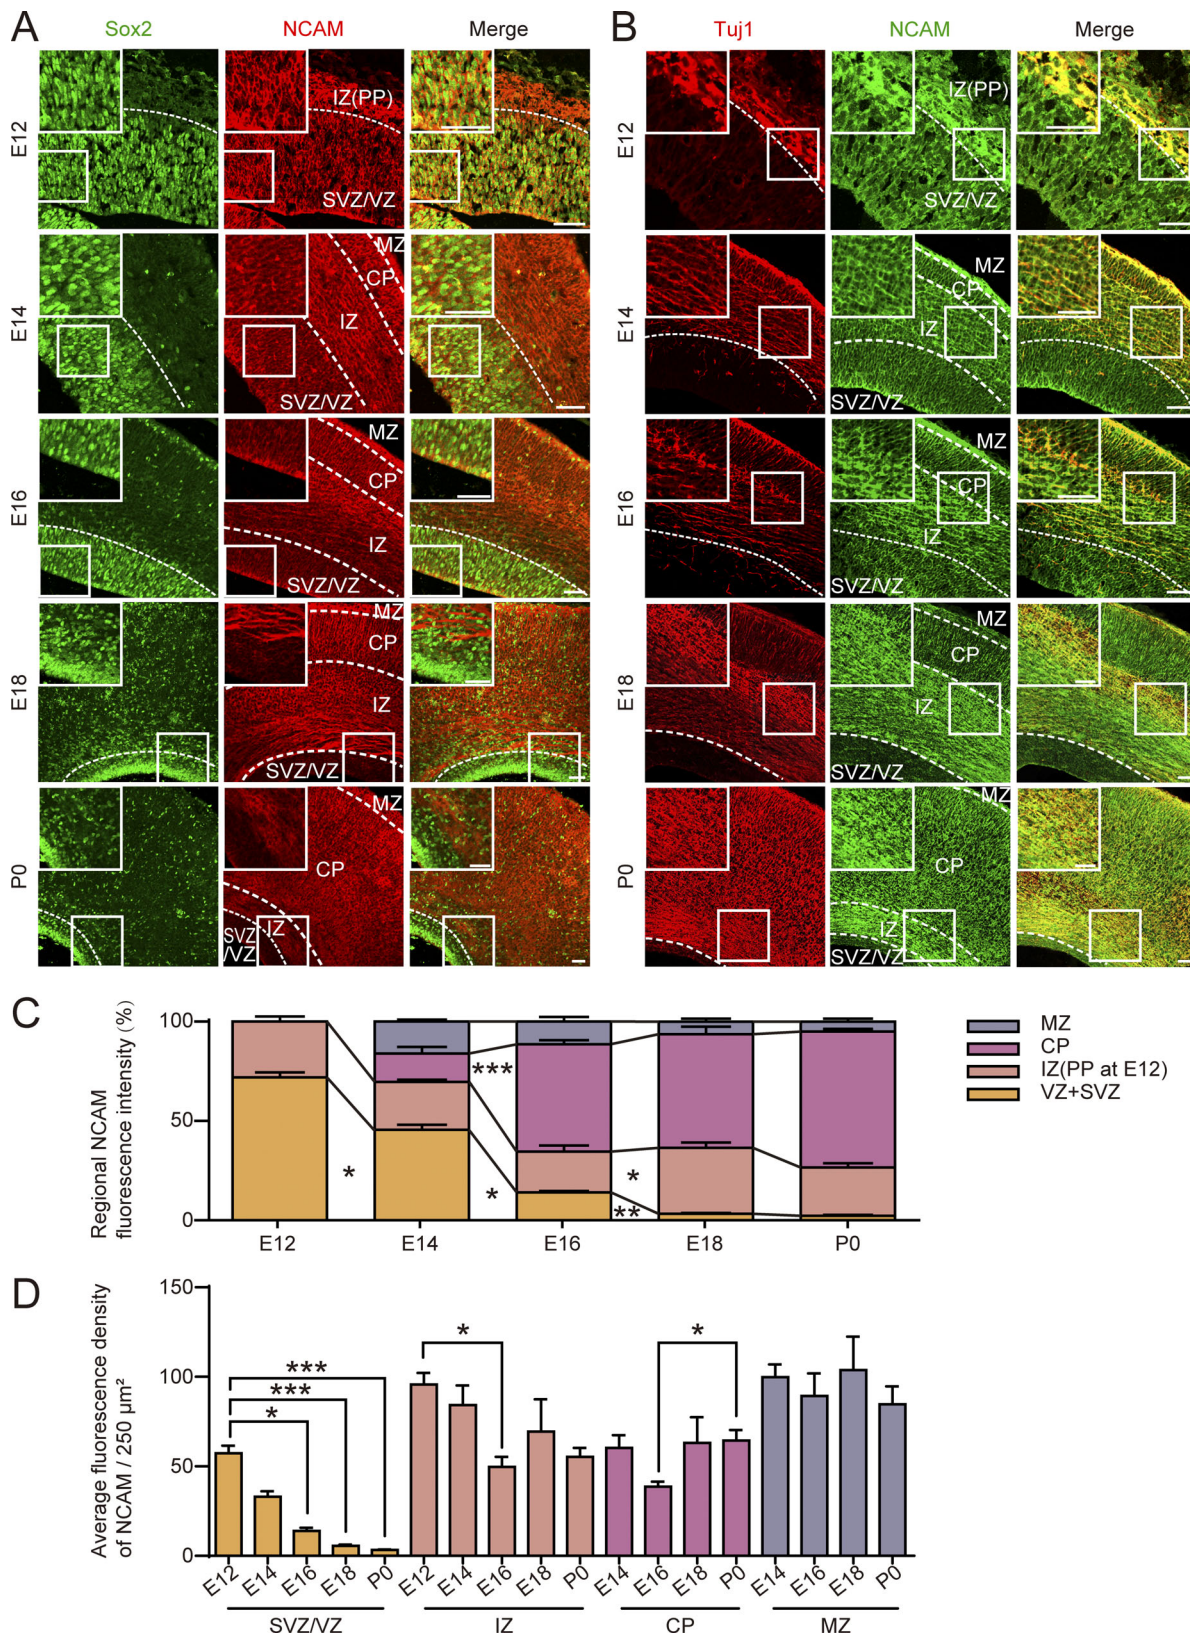 A
Sox2
NCAM
Merge
E12
IZ(PP)
SVZ/VZ
E14
MZ
CP
IZ
SVZ/VZ
E16
MZ
CP
IZ
SVZ/VZ
E18
MZ
CP
IZ
SVZ/VZ
P0
MZ
CP
IZ
SVZ
/VZ
B
Tuj1
NCAM
Merge
E12
IZ(PP)
SVZ/VZ
E14
MZ
CP
IZ
SVZ/VZ
E16
MZ
CP
IZ
SVZ/VZ
E18
MZ
CP
IZ
SVZ/VZ
P0
MZ
CP
IZ
SVZ/VZ
C
Regional NCAM
fluorescence intensity (%)
100
50
0
***
*
*
*
**
E12 E14 E16 E18 P0
MZ
CP
IZ(PP at E12)
VZ+SVZ
D
Average fluorescence density
of NCAM / 250 μm²
150
100
50
0
***
***
*
*
*
E12 E14 E16 E18 P0 E12 E14 E16 E18 P0 E14 E16 E18 P0 E14 E16 E18 P0
SVZ/VZ IZ CP MZ